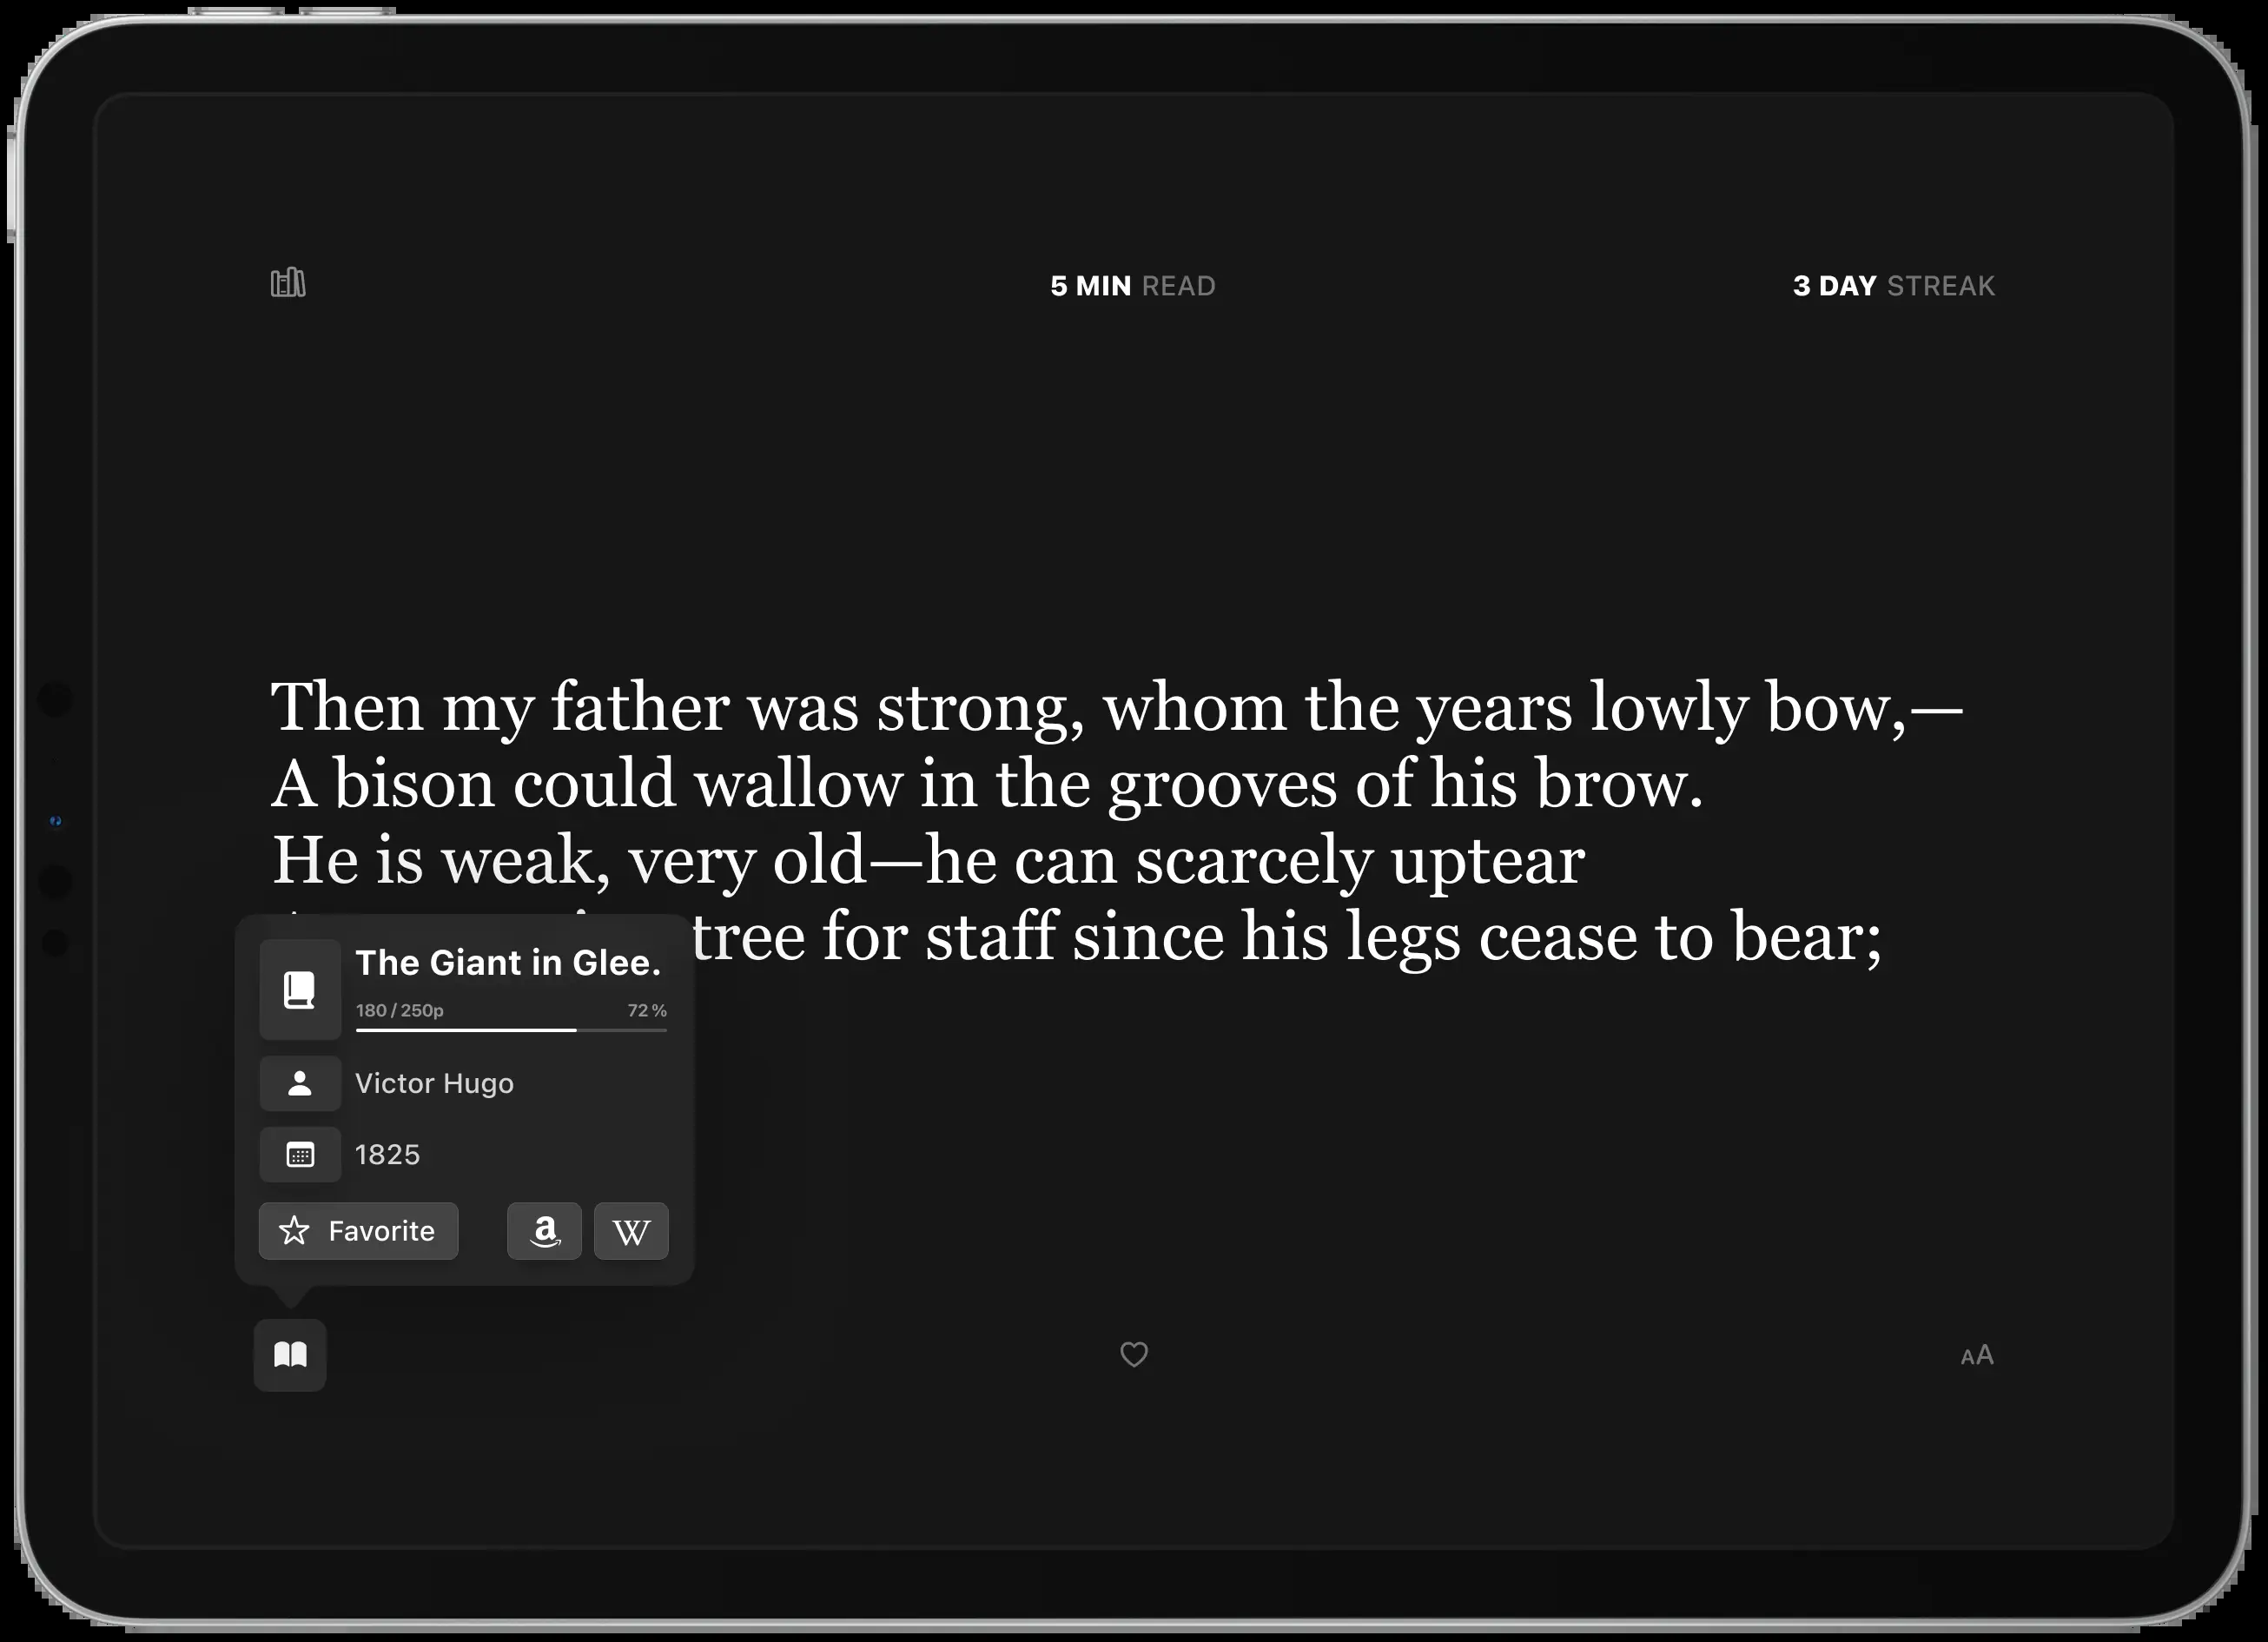 5 MIN READ
3 DAY STREAK
Then my father was strong, whom the years lowly bow,—
A bison could wallow in the grooves of his brow.
He is weak, very old—he can scarcely uptear
tree for staff since his legs cease to bear;
The Giant in Glee.
180 / 250p
72 %
Victor Hugo
1825
Favorite
a
W
AA